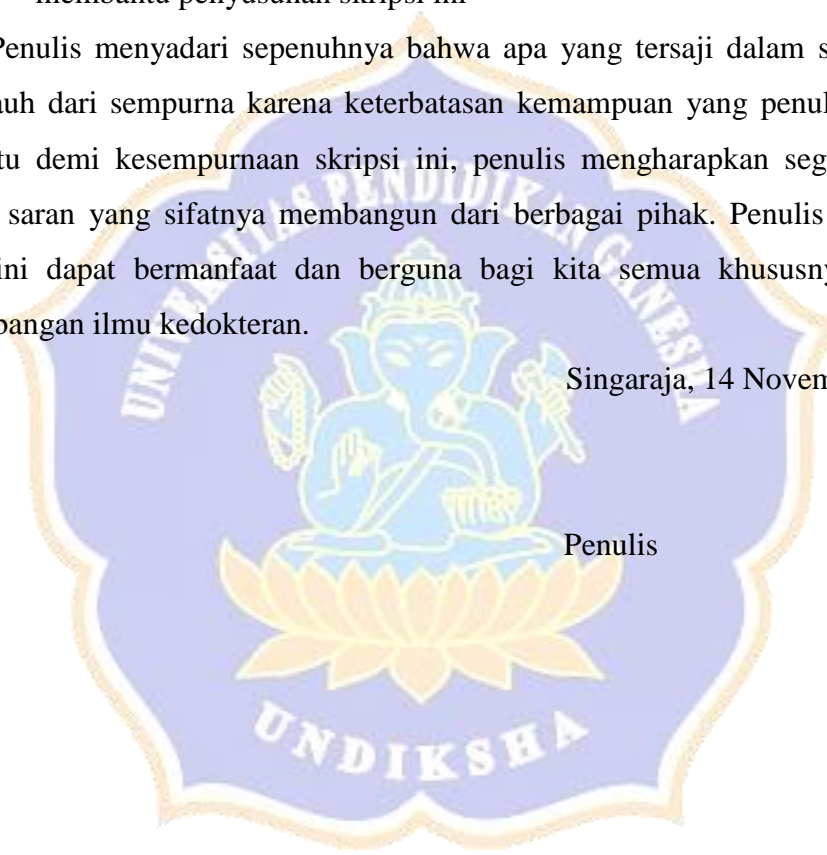 membantu penyusunan skripsi ini
Penulis menyadari sepenuhnya bahwa apa yang tersaji dalam s
uh dari sempurna karena keterbatasan kemampuan yang penul
tu demi kesempurnaan skripsi ini, penulis mengharapkan seg
saran yang sifatnya membangun dari berbagai pihak. Penulis
ini dapat bermanfaat dan berguna bagi kita semua khususny
bangan ilmu kedokteran.
Singaraja, 14 Novem
Penulis
UNIVERSITAS PENDIDIKAN GANESHA
UNDIKSHA